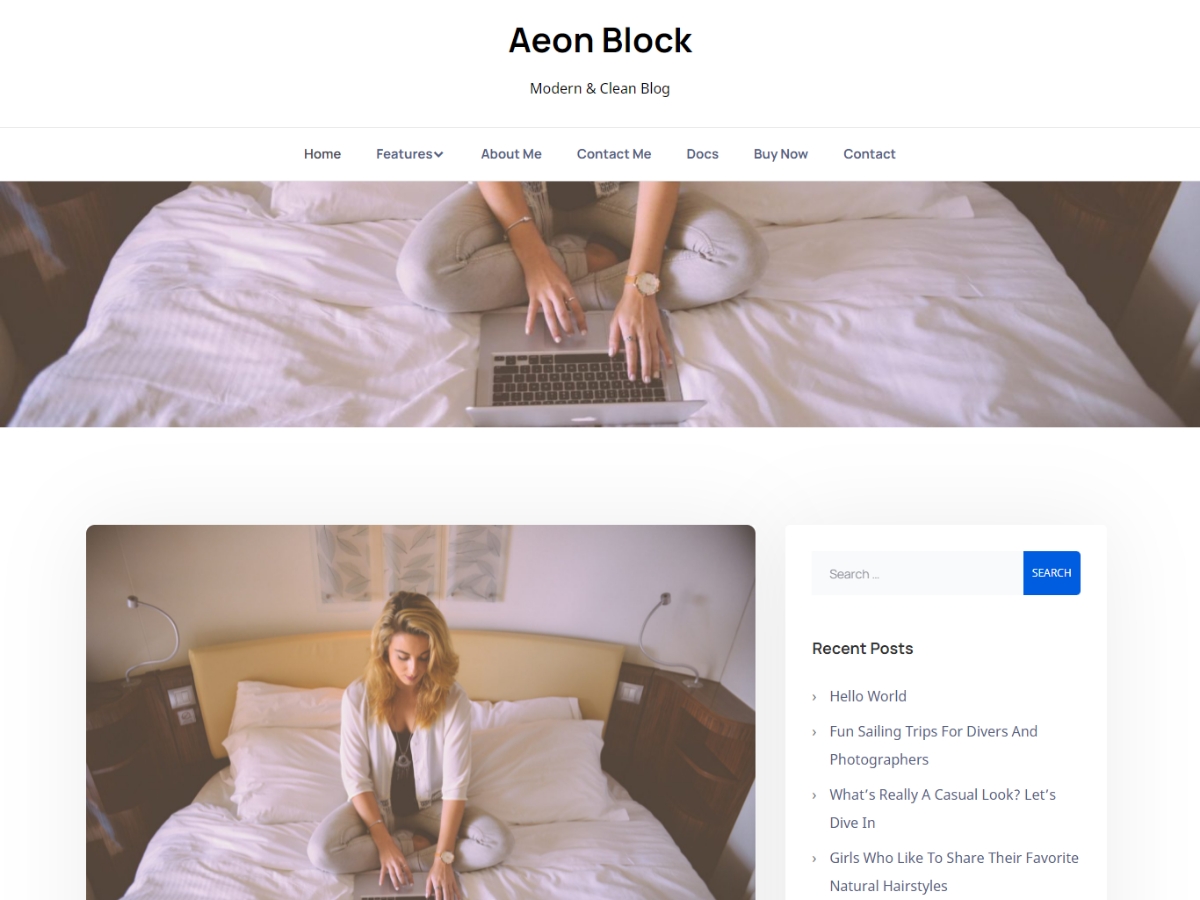 Aeon Block
Modern & Clean Blog
Home Features About Me Contact Me Docs Buy Now Contact
Search …
SEARCH
Recent Posts
› Hello World
› Fun Sailing Trips For Divers And
Photographers
› What’s Really A Casual Look? Let’s
Dive In
› Girls Who Like To Share Their Favorite
Natural Hairstyles